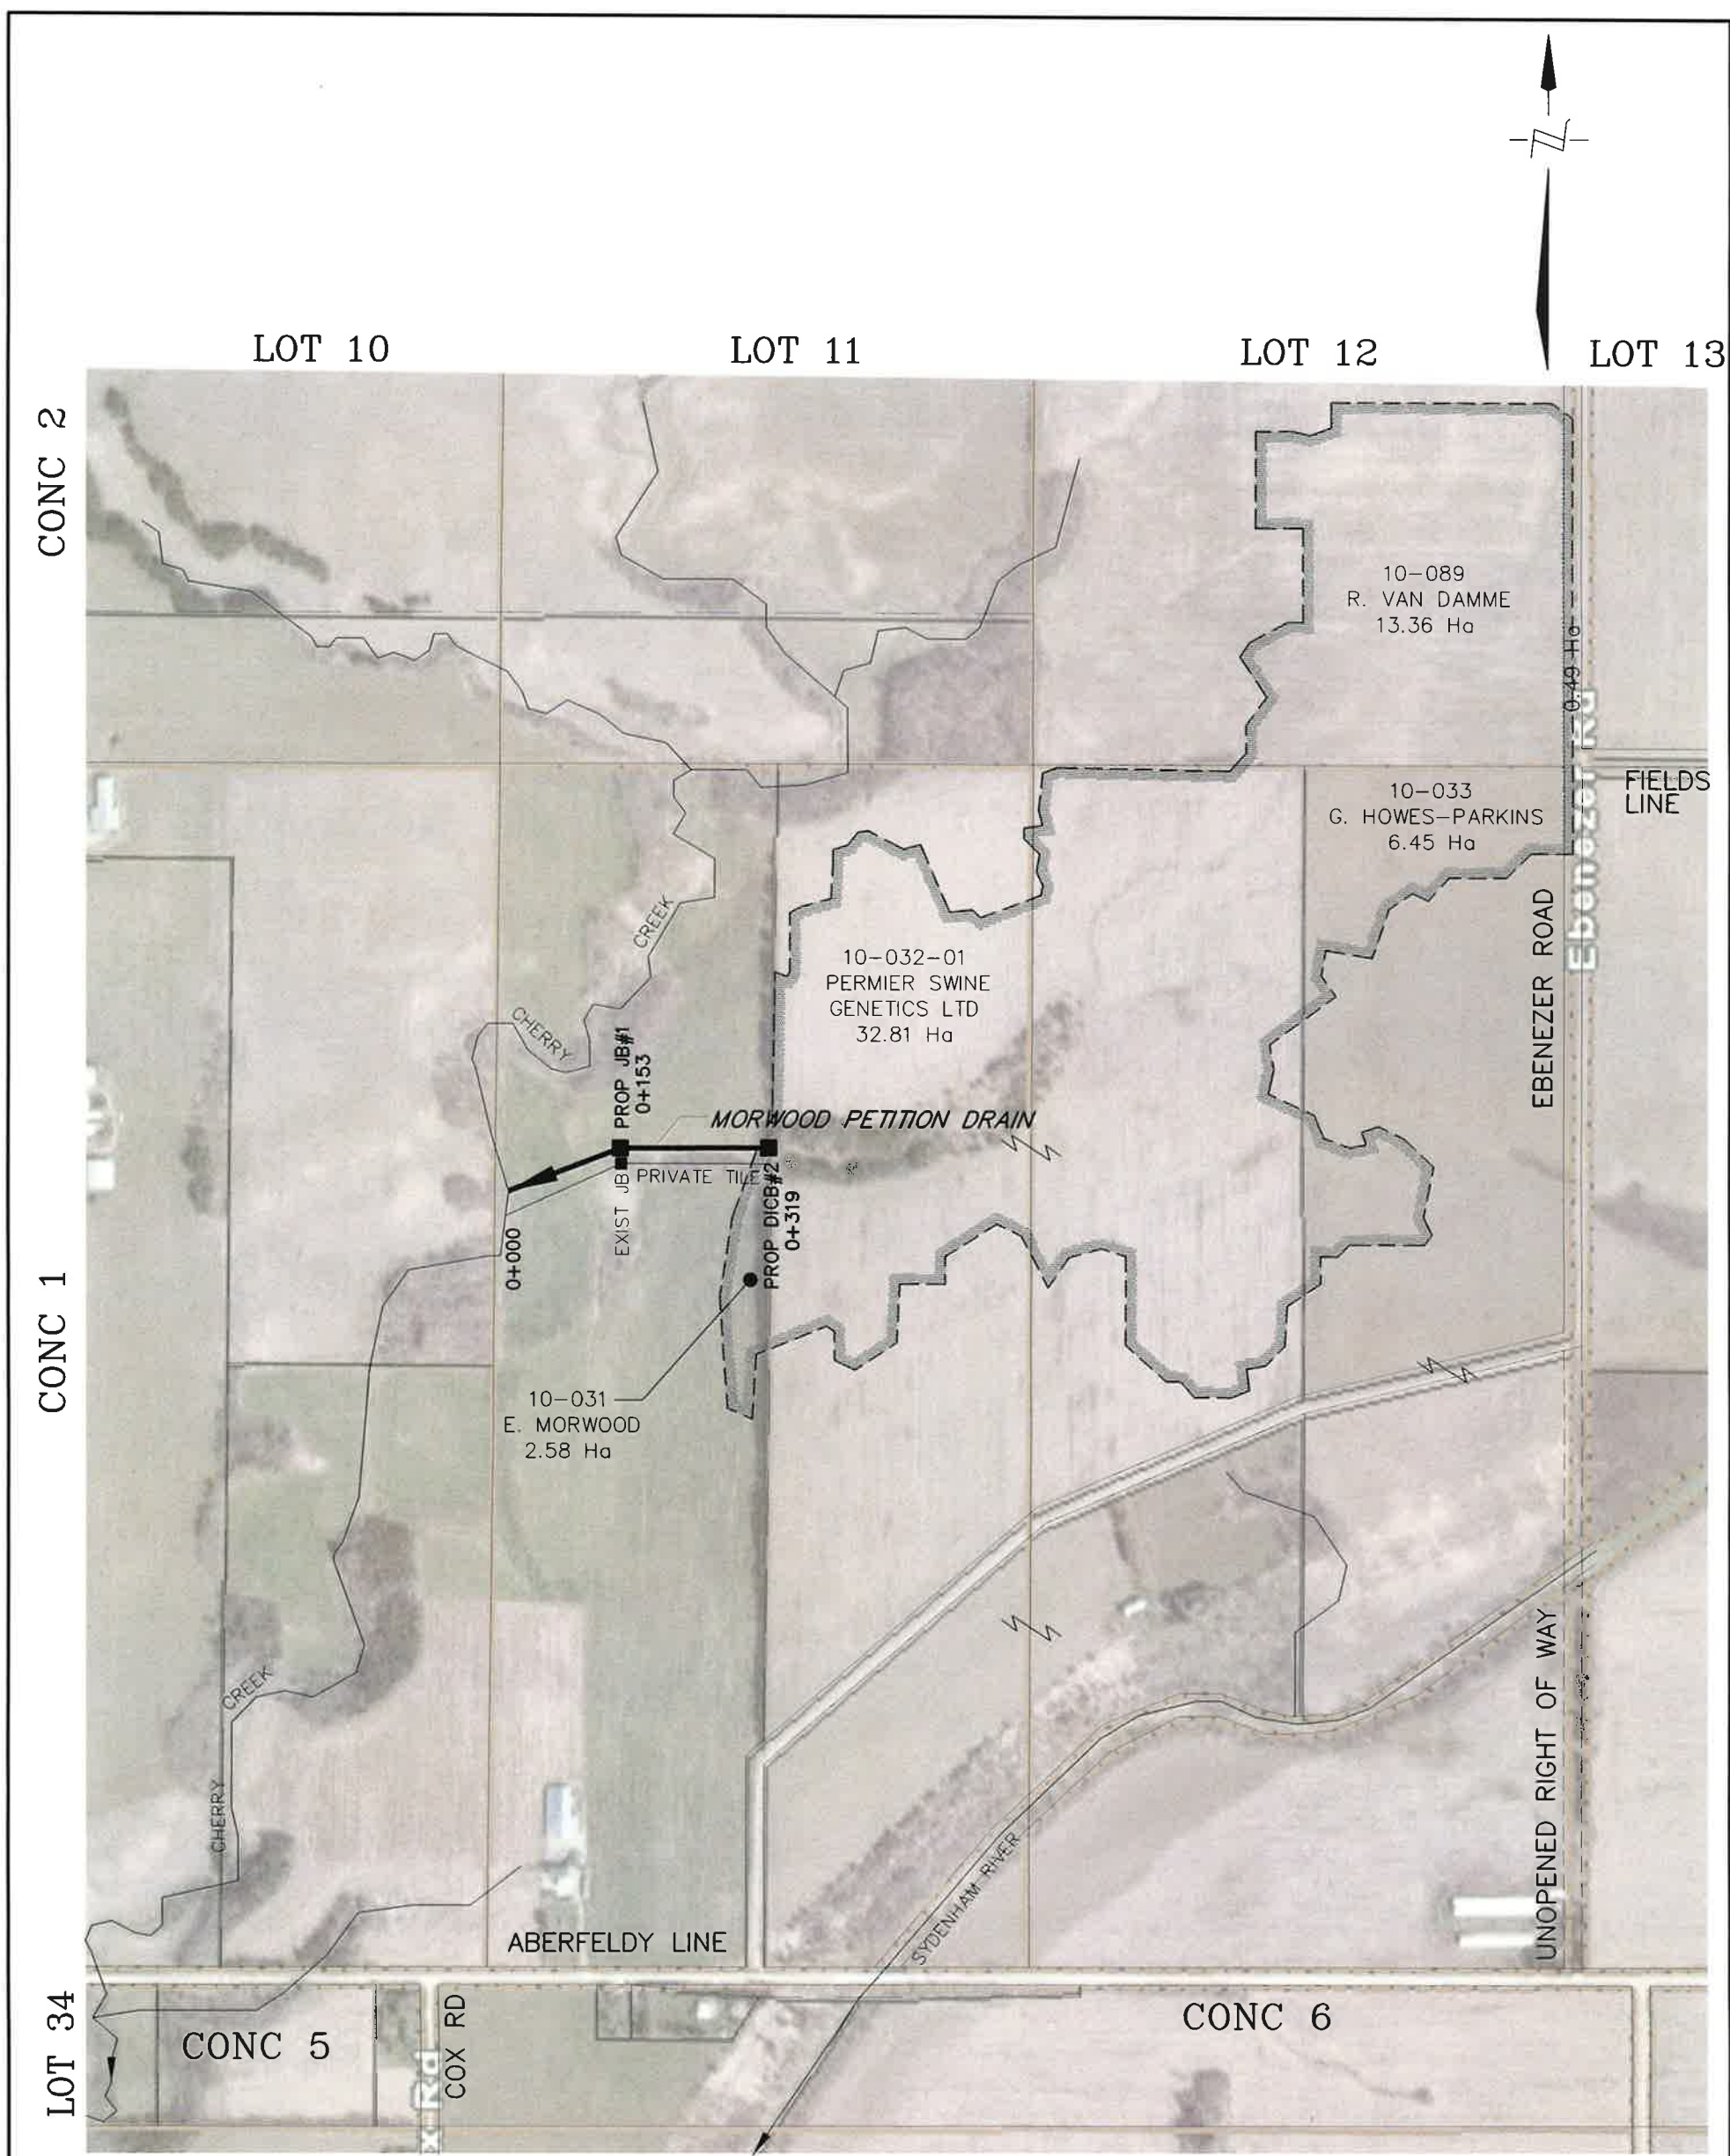 LOT 10
LOT 11
LOT 12
LOT 13
CONC 2
10-089
R. VAN DAMME
13.36 Ha
0.49 Ha
Ebenezer Rd
FIELDS
LINE
10-033
G. HOWES-PARKINS
6.45 Ha
EBENEZER ROAD
CREEK
CHERRY
10-032-01
PERMIER SWINE
GENETICS LTD
32.81 Ha
PROP JB#1
0+153
MORWOOD PETITION DRAIN
PRIVATE TILE
EXIST JB
PROP DICB#2
0+319
0+000
CONC 1
10-031
E. MORWOOD
2.58 Ha
CREEK
CHERRY
SYDENHAM RIVER
UNOPENED RIGHT OF WAY
ABERFELDY LINE
LOT 34
CONC 5
x Rd
COX RD
CONC 6